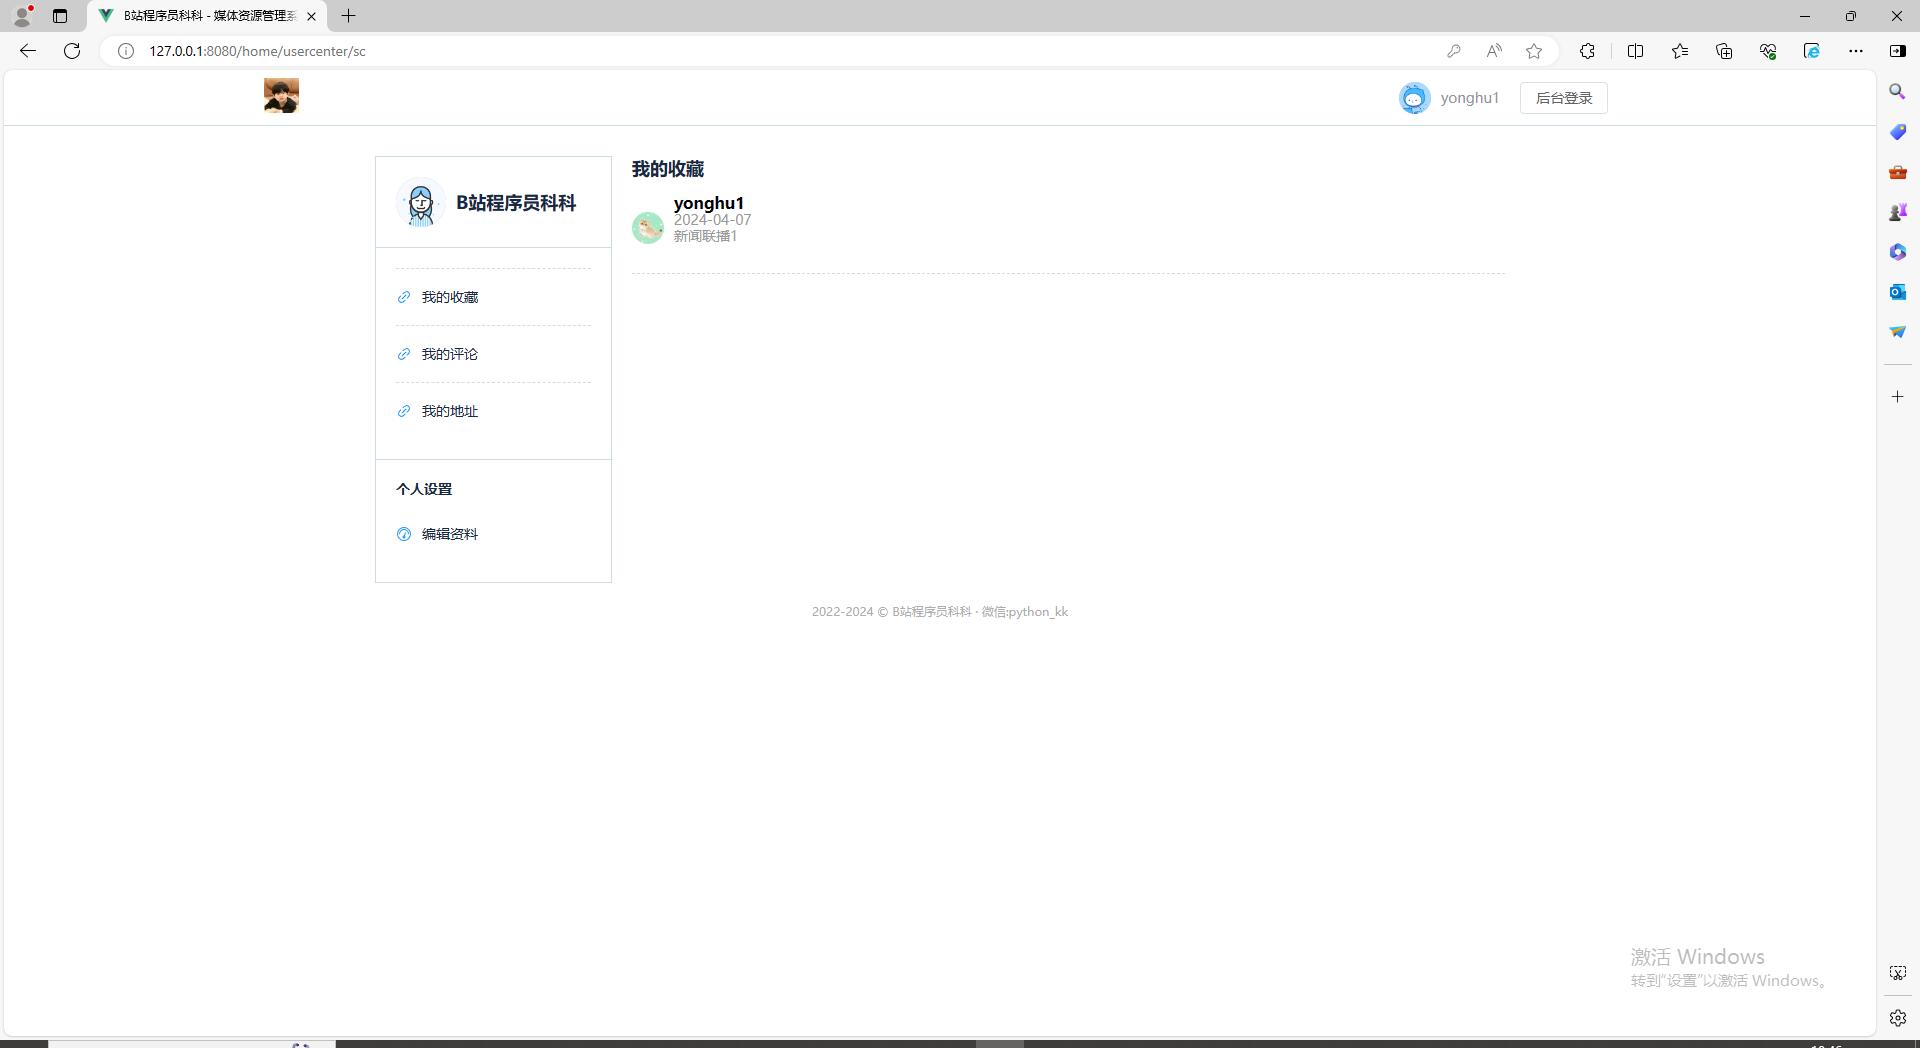 B站程序员科科 - 媒体资源管理系
127.0.0.1:8080/home/usercenter/sc
yonghu1
后台登录
B站程序员科科
我的收藏
我的评论
我的地址
个人设置
编辑资料
我的收藏
yonghu1
2024-04-07
新闻联播1
2022-2024 © B站程序员科科 · 微信:python_kk
激活 Windows
转到“设置”以激活 Windows。